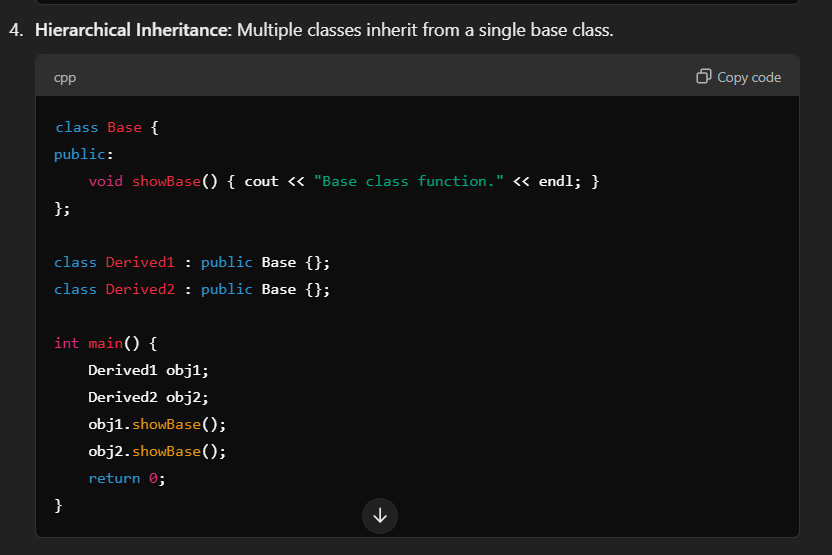 4. Hierarchical Inheritance: Multiple classes inherit from a single base class.
cpp
Copy code
class Base {
public:
    void showBase() { cout << "Base class function." << endl; }
};
class Derived1 : public Base {};
class Derived2 : public Base {};
int main() {
    Derived1 obj1;
    Derived2 obj2;
    obj1.showBase();
    obj2.showBase();
    return 0;
}